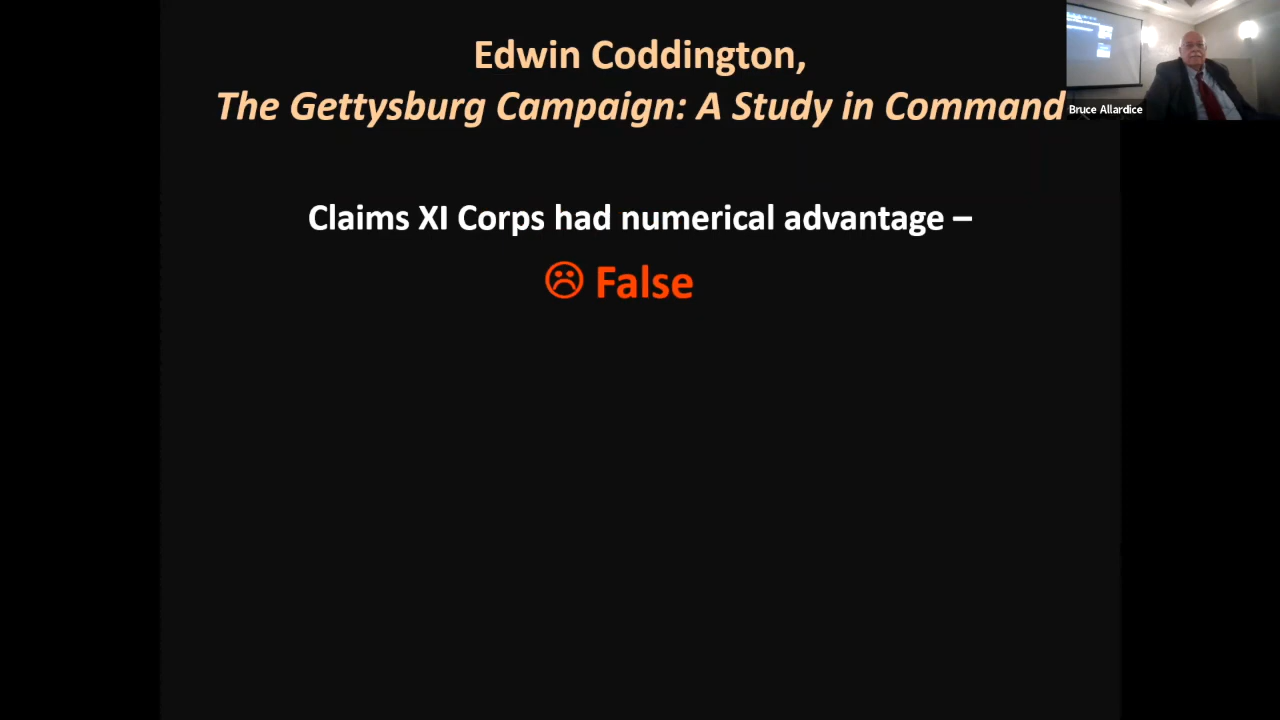 Edwin Coddington,
The Gettysburg Campaign: A Study in Command
Bruce Allardice
Claims XI Corps had numerical advantage –
☹ False